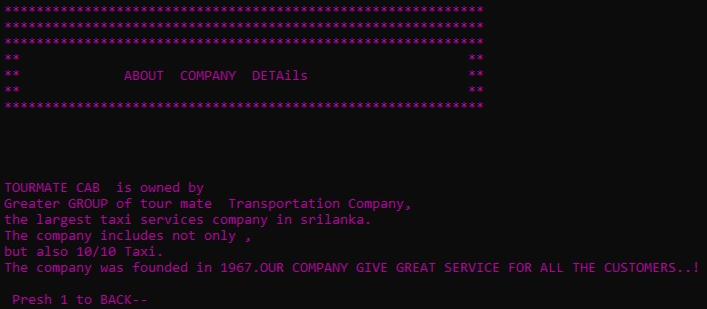 ************************************************************
************************************************************
************************************************************
**                                                        **
**             ABOUT  COMPANY  DETAils                    **
**                                                        **
************************************************************
TOURMATE CAB  is owned by
Greater GROUP of tour mate  Transportation Company,
the largest taxi services company in srilanka.
The company includes not only ,
but also 10/10 Taxi.
The company was founded in 1967.OUR COMPANY GIVE GREAT SERVICE FOR ALL THE CUSTOMERS..!
Presh 1 to BACK--